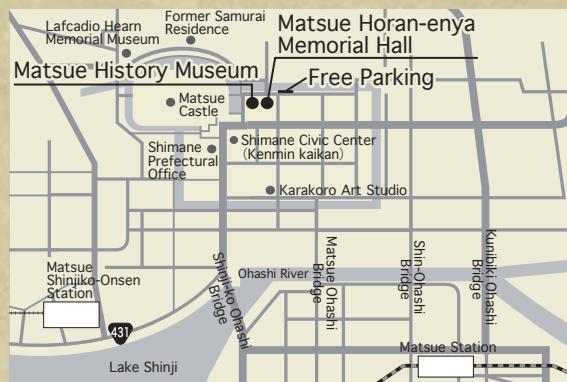 Former Samurai
Residence
Lafcadio Hearn
Memorial Museum
Matsue Horan-enya
Memorial Hall
Matsue History Museum
Free Parking
Matsue
Castle
Shimane Civic Center
(Kenmin kaikan)
Shimane
Prefectural
Office
Karakoro Art Studio
Matsue
Shinjiko-Onsen
Station
431
Shinji-ko Ohashi
Bridge
Ohashi River
Matsue Ohashi
Bridge
Shin-Ohashi
Bridge
Kunibiki Ohashi
Bridge
Lake Shinji
Matsue Station